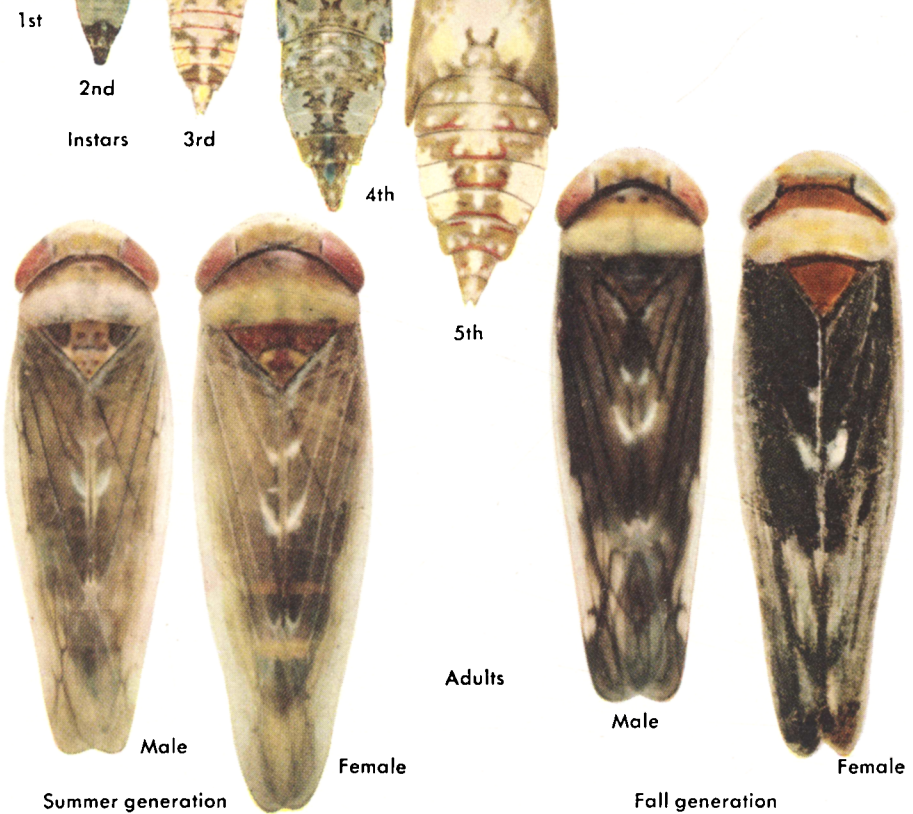 1st
2nd
Instars
3rd
4th
5th
Adults
Male
Female
Summer generation
Male
Female
Fall generation